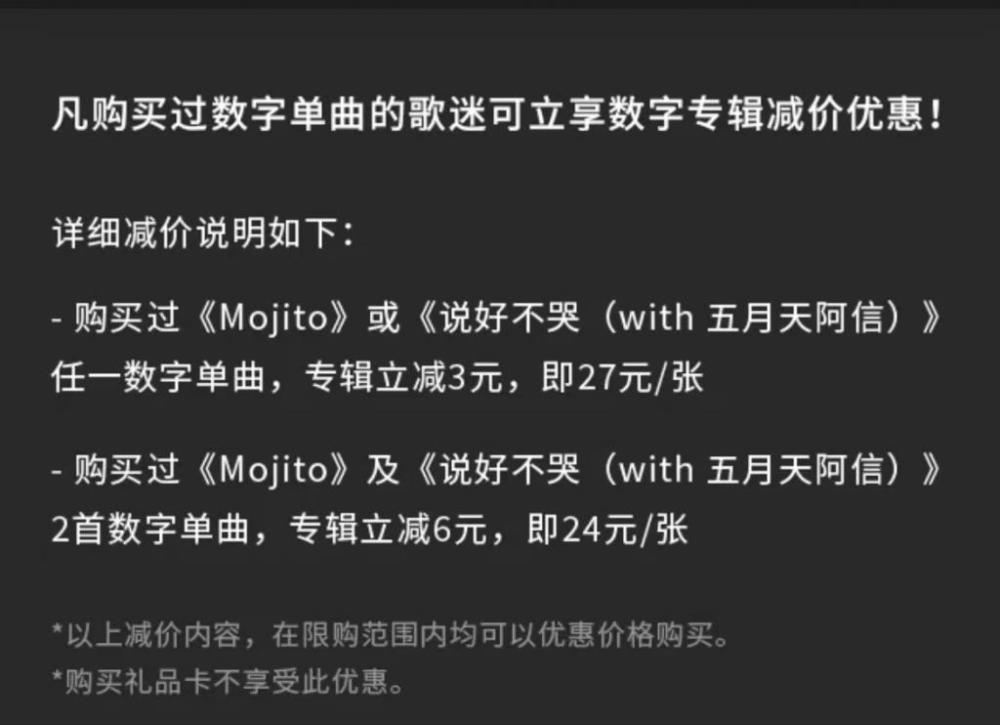 凡购买过数字单曲的歌迷可立享数字专辑减价优惠！
详细减价说明如下：
- 购买过《Mojito》或《说好不哭（with 五月天阿信）》
任一数字单曲，专辑立减3元，即27元/张
- 购买过《Mojito》及《说好不哭（with 五月天阿信）》
2首数字单曲，专辑立减6元，即24元/张
*以上减价内容，在限购范围内均可以优惠价格购买。
*购买礼品卡不享受此优惠。